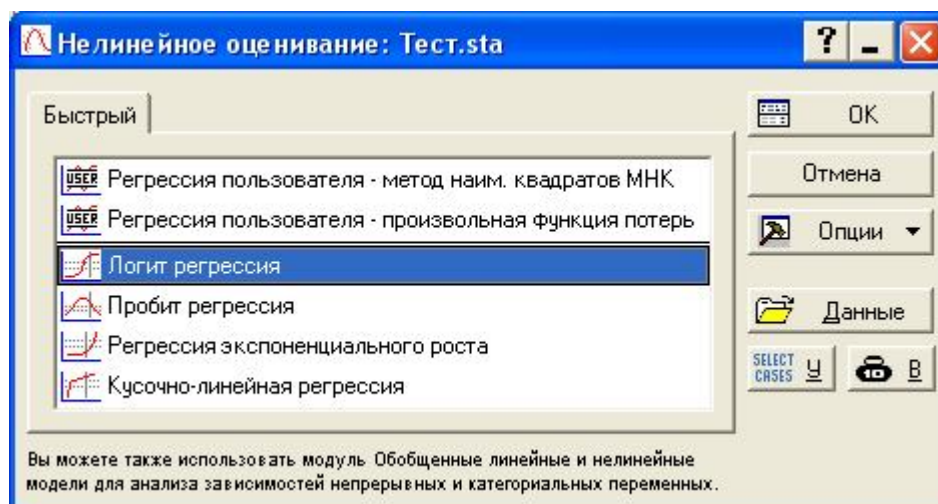 Нелинейное оценивание: Тест.sta
?
Быстрый
OK
Отмена
Опции
Данные
SELECT CASES У
В
USER Регрессия пользователя - метод наим. квадратов МНК
USER Регрессия пользователя - произвольная функция потерь
Логит регрессия
Пробит регрессия
Регрессия экспоненциального роста
Кусочно-линейная регрессия
Вы можете также использовать модуль Обобщенные линейные и нелинейные
модели для анализа зависимостей непрерывных и категориальных переменных.